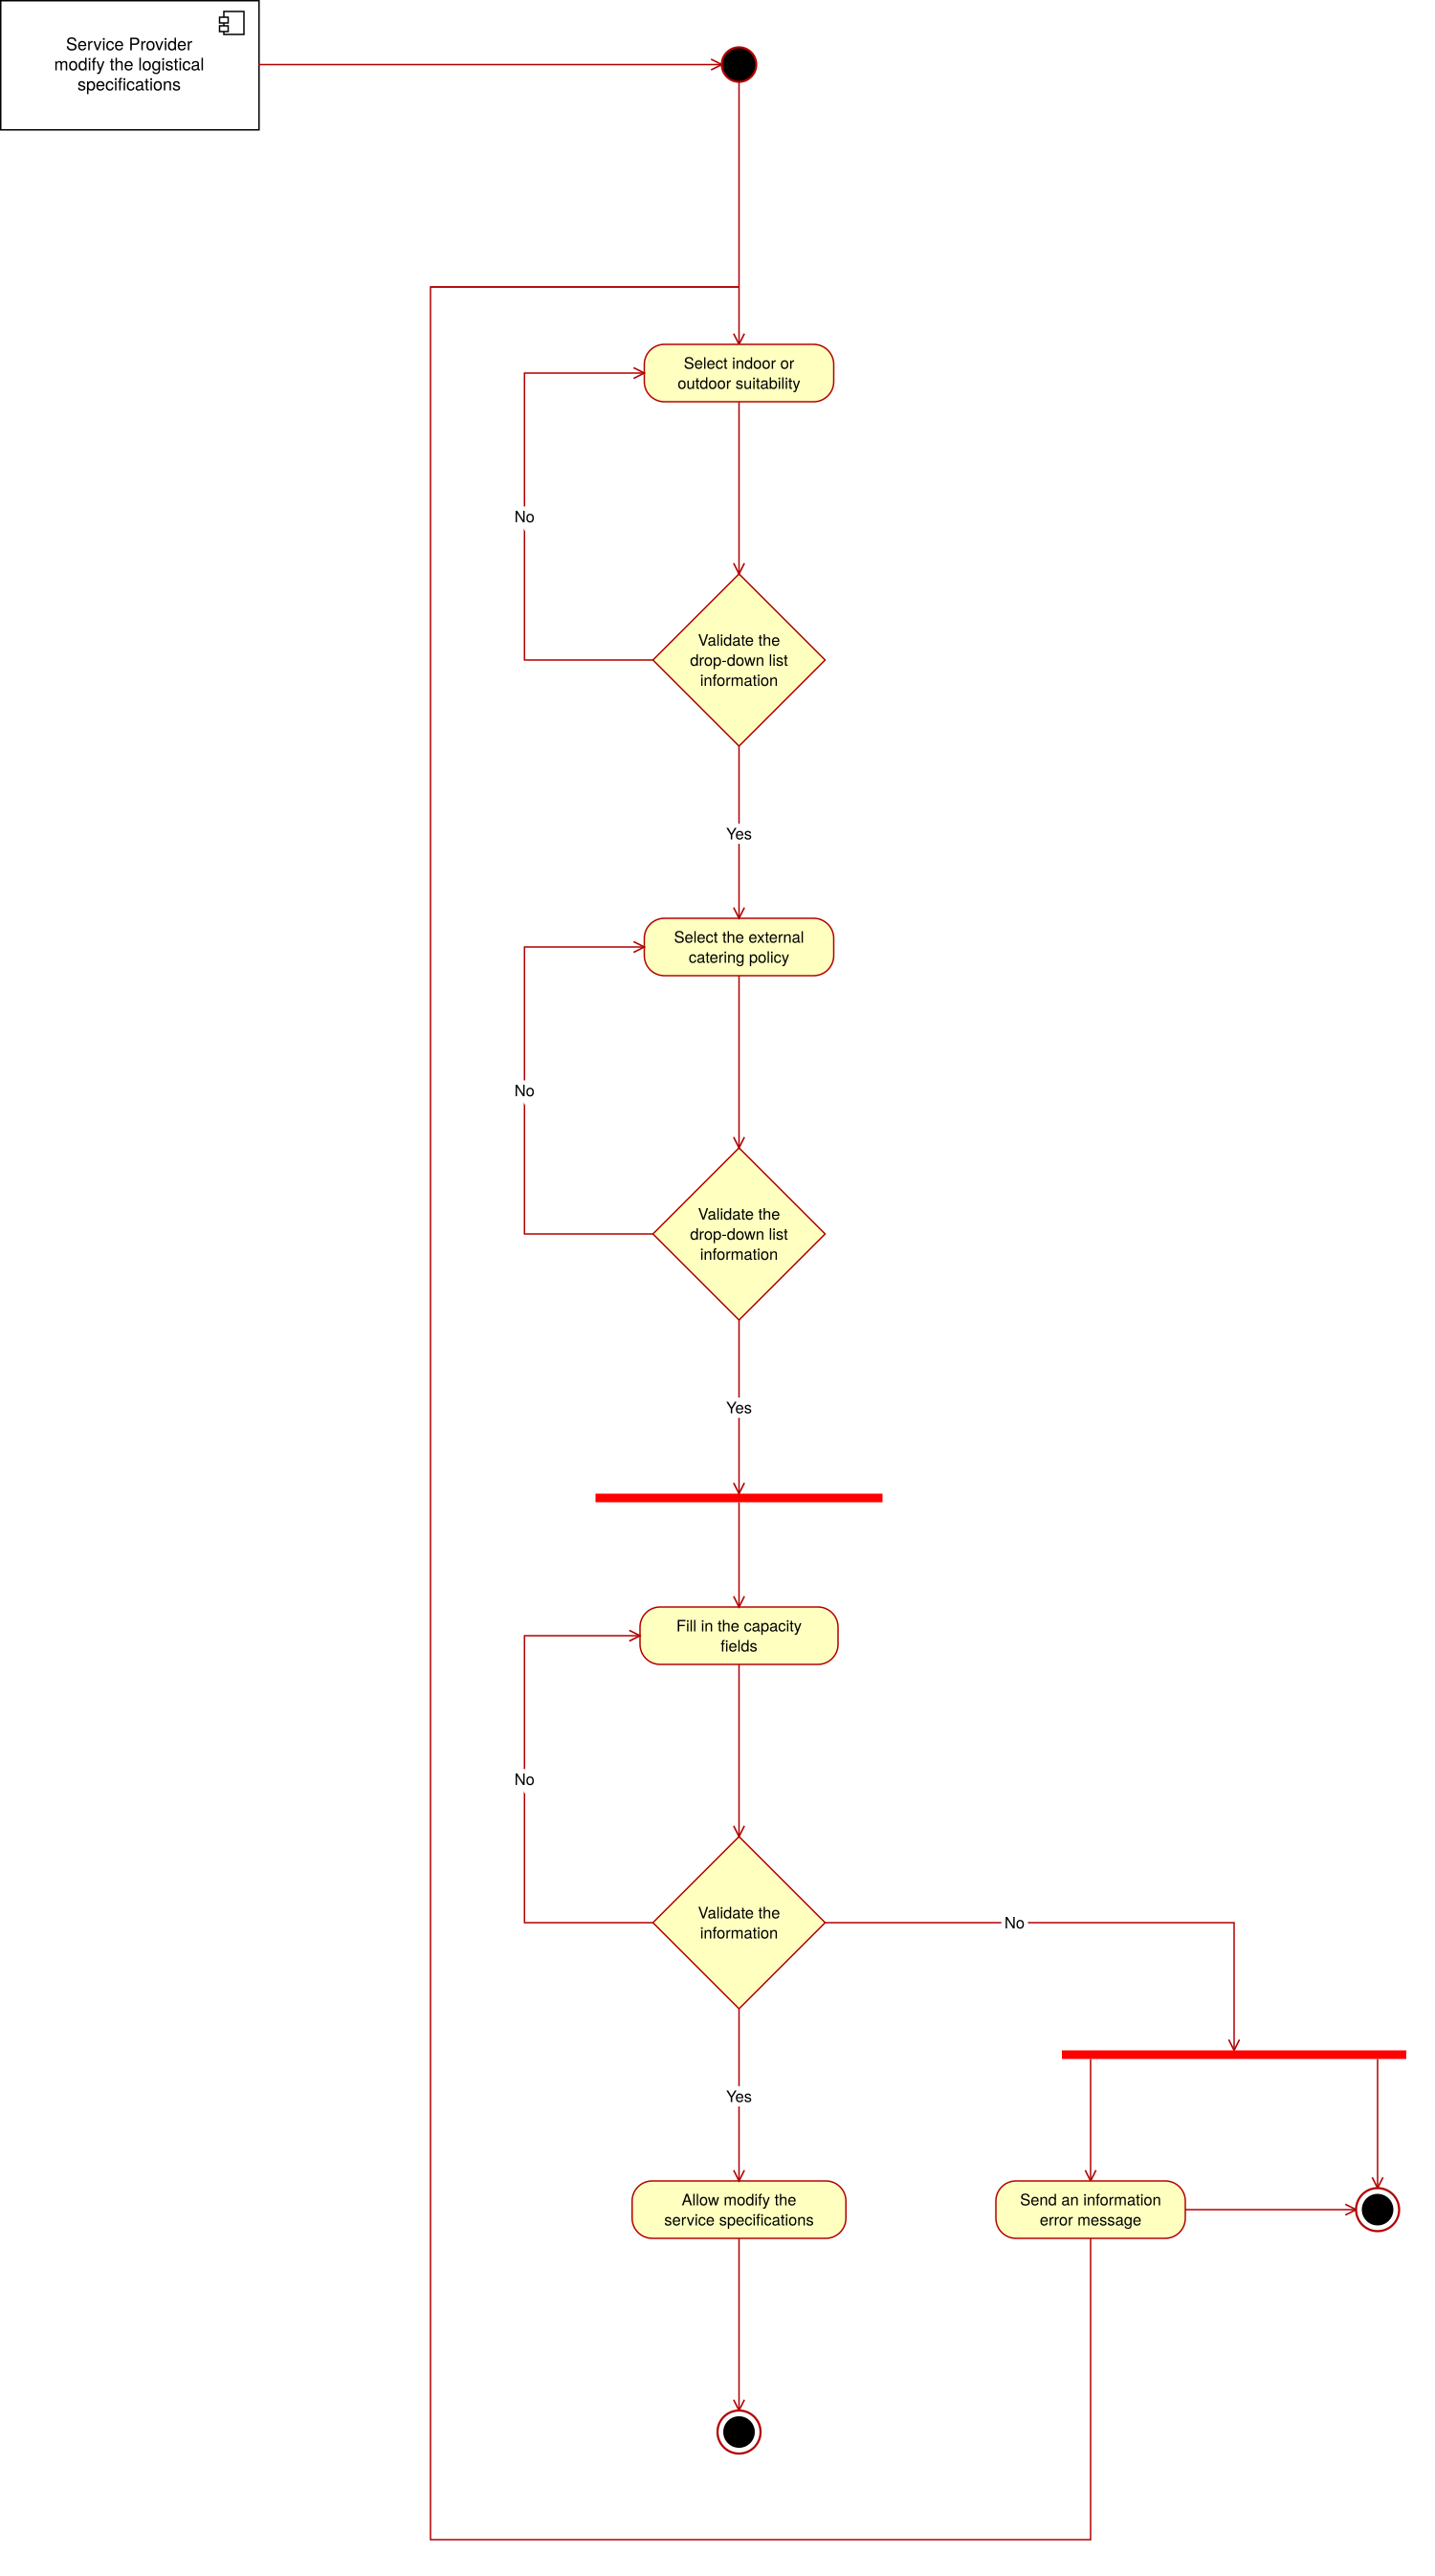 Service Provider
modify the logistical
specifications
Select indoor or
outdoor suitability
No
Validate the
drop-down list
information
Yes
Select the external
catering policy
No
Validate the
drop-down list
information
Yes
Fill in the capacity
fields
No
Validate the
information
No
Yes
Allow modify the
service specifications
Send an information
error message